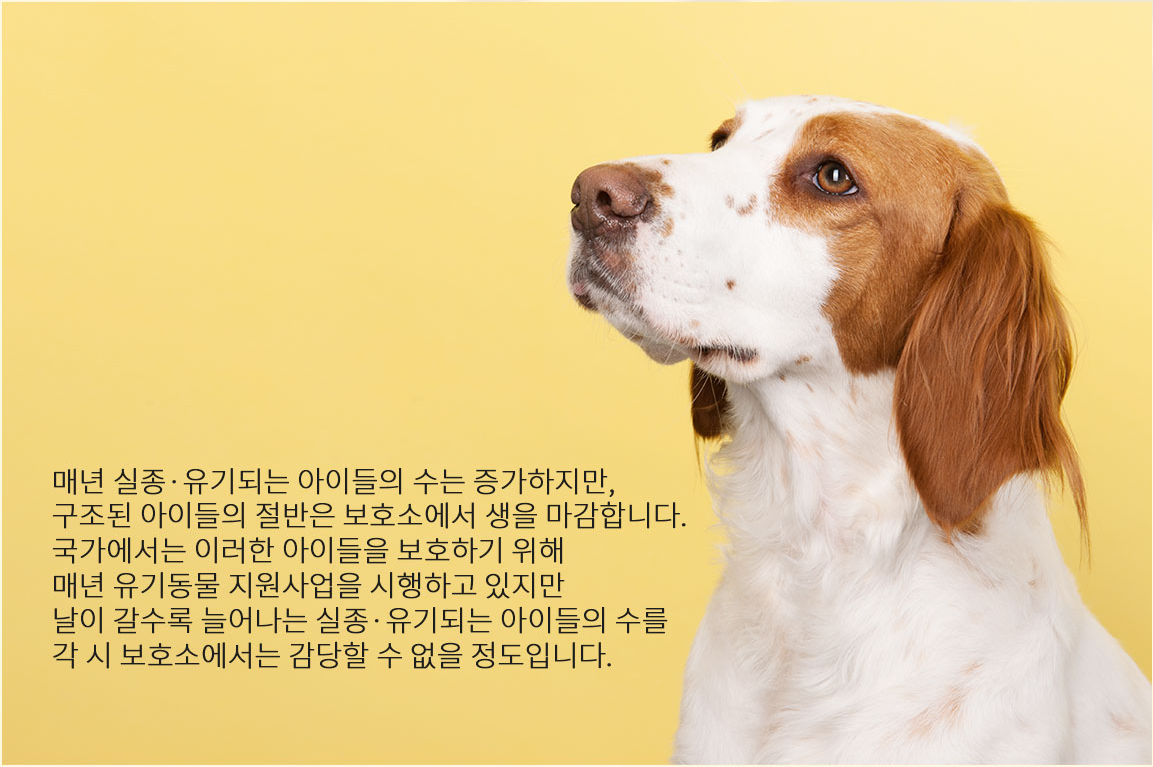 매년 실종·유기되는 아이들의 수는 증가하지만,
구조된 아이들의 절반은 보호소에서 생을 마감합니다.
국가에서는 이러한 아이들을 보호하기 위해
매년 유기동물 지원사업을 시행하고 있지만
날이 갈수록 늘어나는 실종·유기되는 아이들의 수를
각 시 보호소에서는 감당할 수 없을 정도입니다.